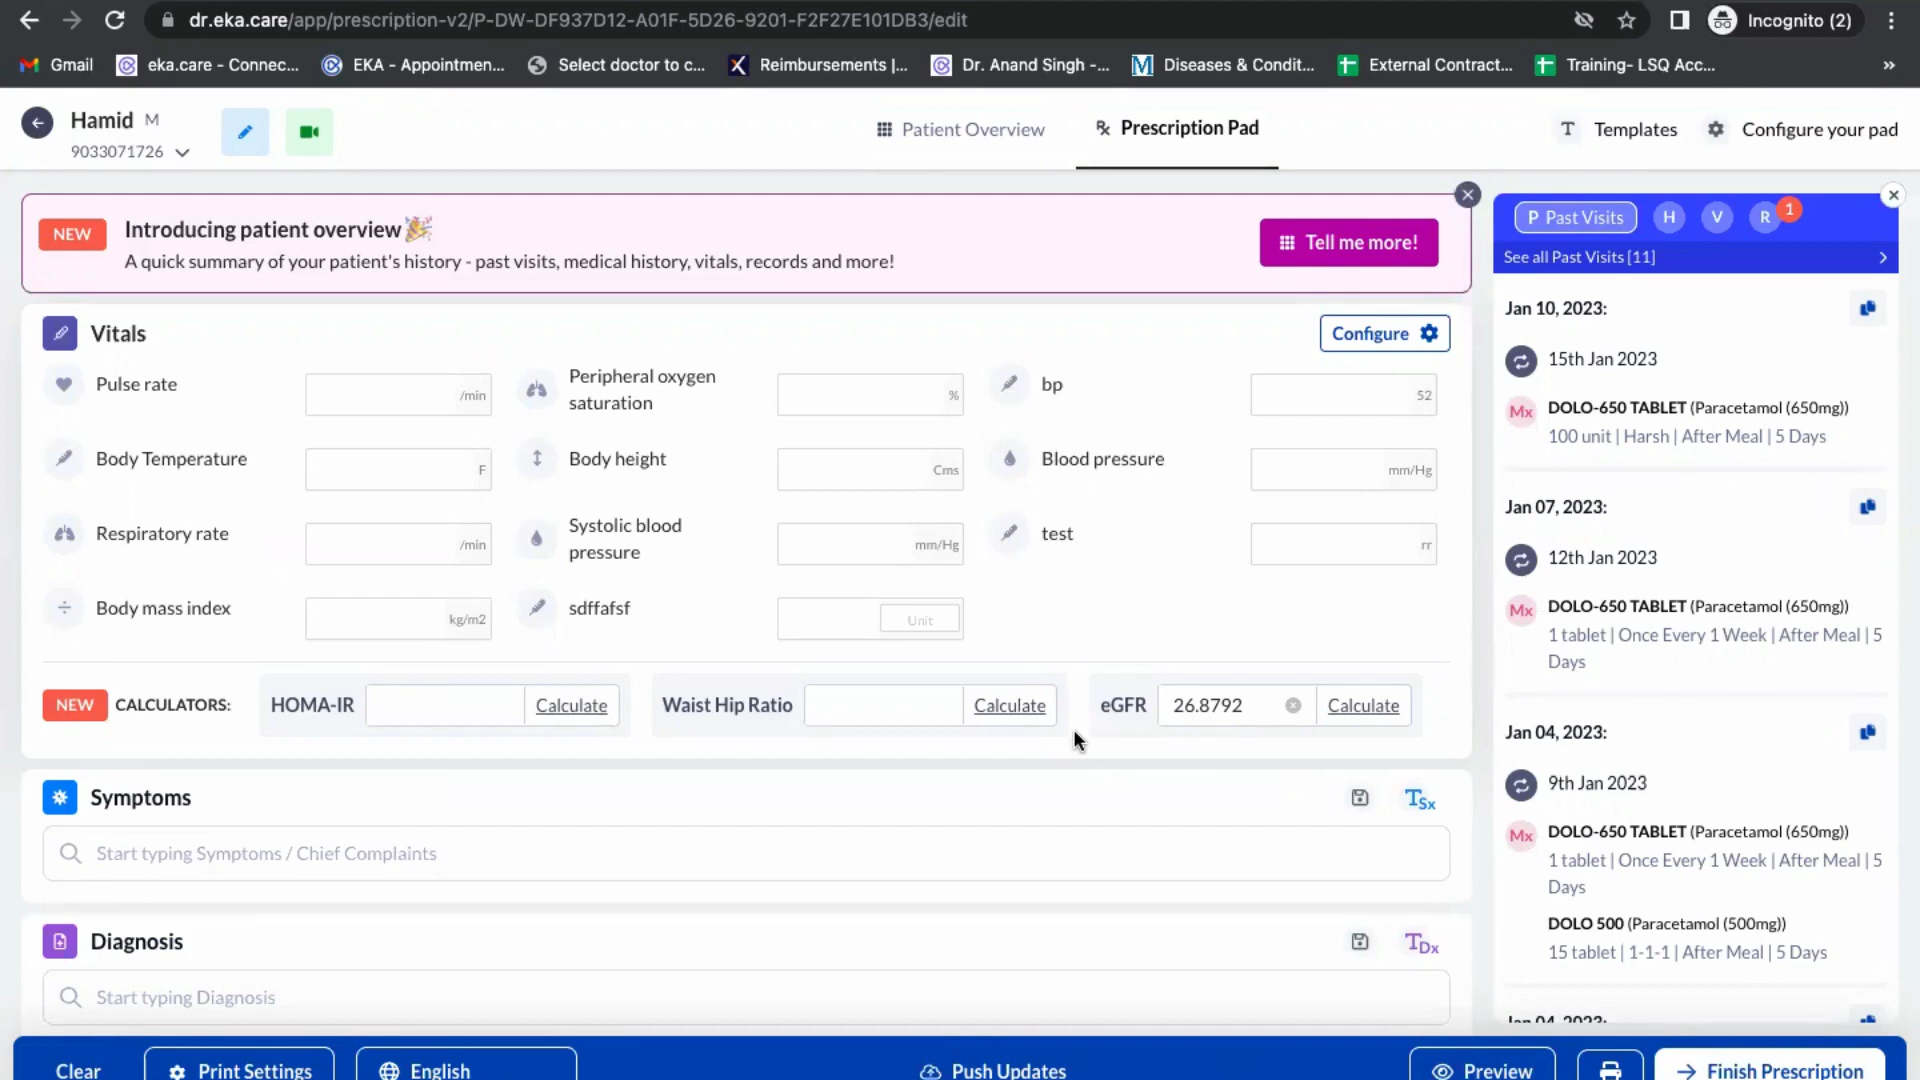 dr.eka.care/app/prescription-v2/P-DW-DF937D12-A01F-5D26-9201-F2F27E101DB3/edit
Incognito (2)
Gmail
eka.care - Connec...
EKA - Appointmen...
Select doctor to c...
Reimbursements |...
Dr. Anand Singh -...
Diseases & Condit...
External Contract...
Training- LSQ Acc...
»
Hamid M
9033071726
Patient Overview
Prescription Pad
T Templates
Configure your pad
NEW
Introducing patient overview
A quick summary of your patient's history - past visits, medical history, vitals, records and more!
Tell me more!
Vitals
Configure
Pulse rate
/min
Peripheral oxygen
saturation
%
bp
52
Body Temperature
F
Body height
Cms
Blood pressure
mm/Hg
Respiratory rate
/min
Systolic blood
pressure
mm/Hg
test
rr
Body mass index
kg/m2
sdffafsf
Unit
NEW CALCULATORS:
HOMA-IR
Calculate
Waist Hip Ratio
Calculate
eGFR
26.8792
Calculate
Symptoms
TSx
Start typing Symptoms / Chief Complaints
Diagnosis
TDx
Start typing Diagnosis
P Past Visits
H
V
R
1
See all Past Visits [11]
Jan 10, 2023:
15th Jan 2023
Mx
DOLO-650 TABLET (Paracetamol (650mg))
100 unit | Harsh | After Meal | 5 Days
Jan 07, 2023:
12th Jan 2023
Mx
DOLO-650 TABLET (Paracetamol (650mg))
1 tablet | Once Every 1 Week | After Meal | 5
Days
Jan 04, 2023:
9th Jan 2023
Mx
DOLO-650 TABLET (Paracetamol (650mg))
1 tablet | Once Every 1 Week | After Meal | 5
Days
DOLO 500 (Paracetamol (500mg))
15 tablet | 1-1-1 | After Meal | 5 Days
Jan 04, 2023:
Clear
Print Settings
English
Push Updates
Preview
Finish Prescription